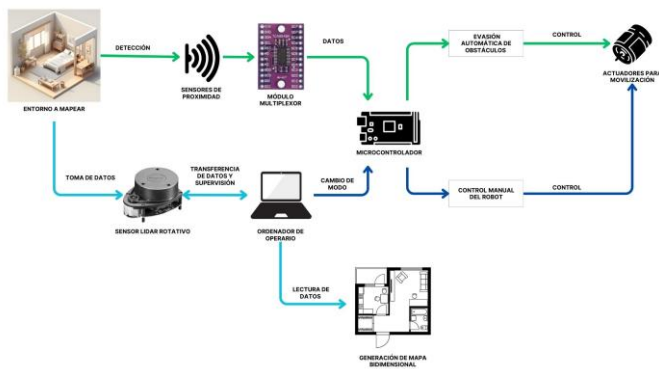 DETECCIÓN
DATOS
EVASIÓN
AUTOMÁTICA DE
OBSTÁCULOS
CONTROL
ENTORNO A MAPEAR
SENSORES DE
PROXIMIDAD
MÓDULO
MULTIPLEXOR
ACTUADORES PARA
MOVILIZACIÓN
MICROCONTROLADOR
TOMA DE DATOS
TRANSFERENCIA
DE DATOS Y
SUPERVISIÓN
CAMBIO DE
MODO
CONTROL MANUAL
DEL ROBOT
CONTROL
SENSOR LIDAR ROTATIVO
ORDENADOR DE
OPERARIO
LECTURA DE
DATOS
GENERACIÓN DE MAPA
BIDIMENSIONAL